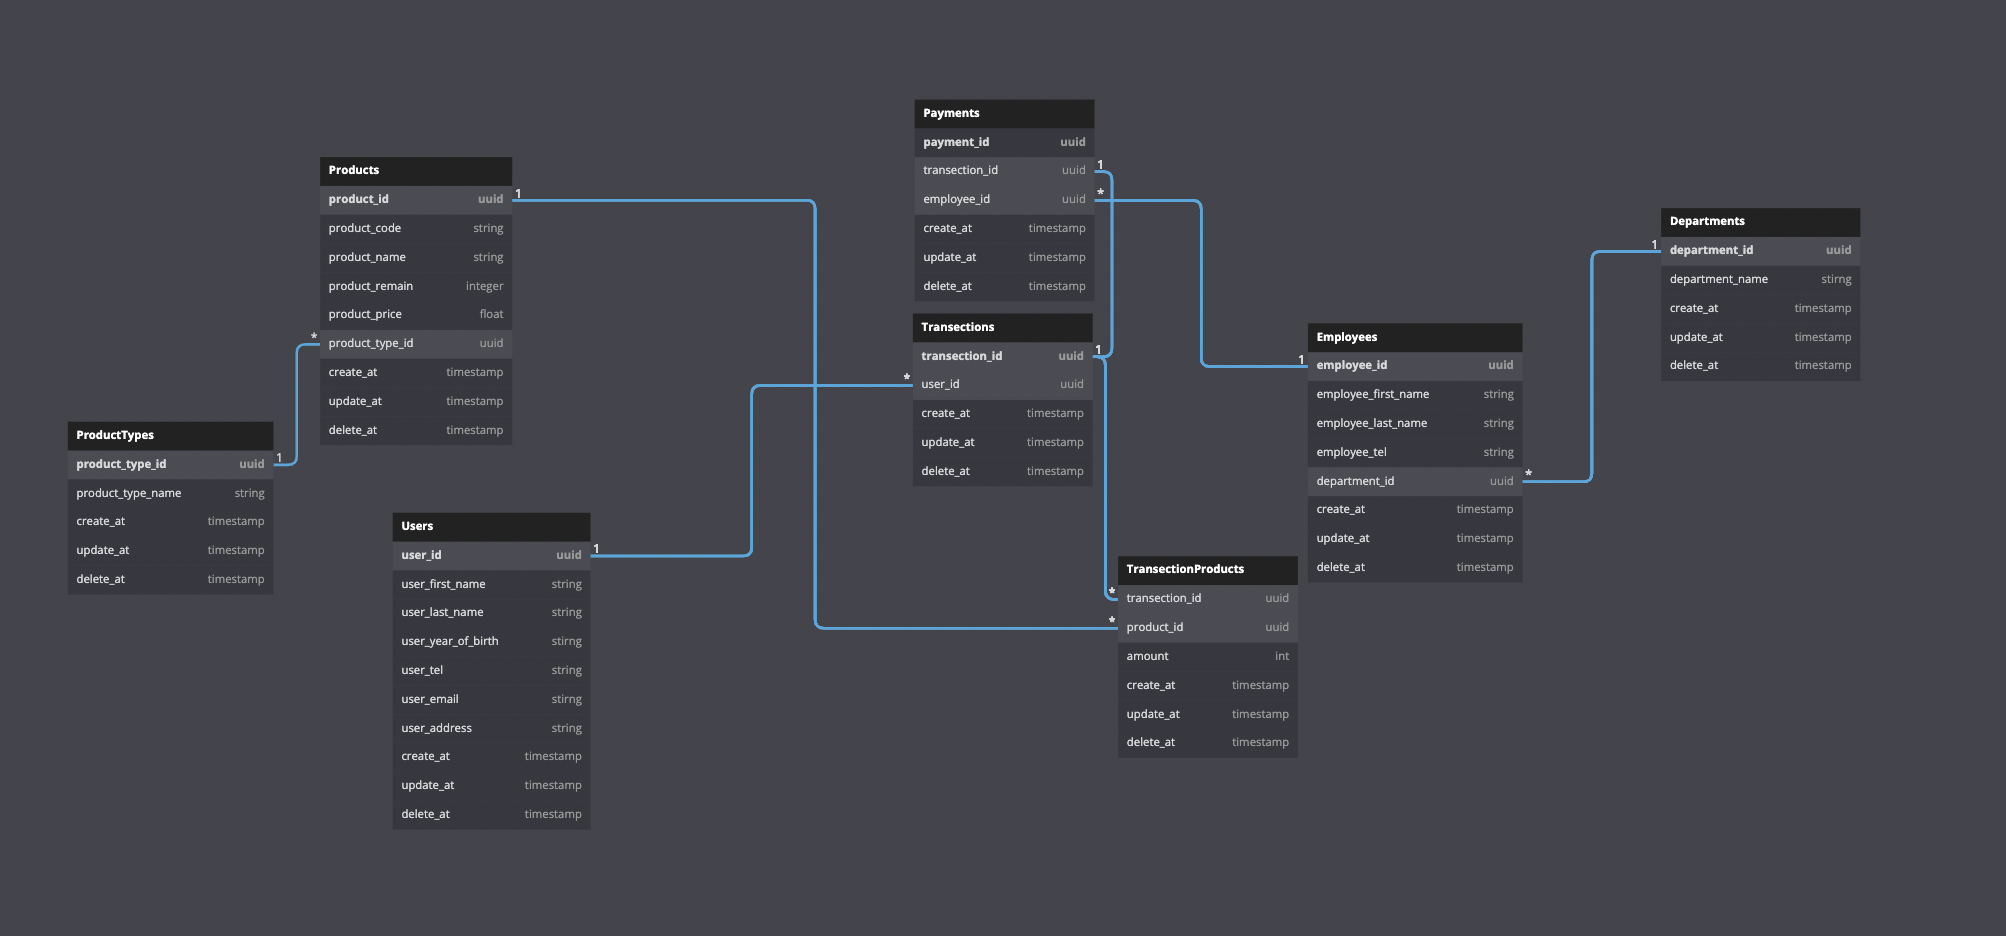 Payments
payment_id uuid
transection_id uuid 1
employee_id uuid *
create_at timestamp
update_at timestamp
delete_at timestamp
Products
product_id uuid 1
product_code string
product_name string
product_remain integer
product_price float
* product_type_id uuid
create_at timestamp
update_at timestamp
delete_at timestamp
Departments
1 department_id uuid
department_name stirng
create_at timestamp
update_at timestamp
delete_at timestamp
Transections
transection_id uuid 1
* user_id uuid
create_at timestamp
update_at timestamp
delete_at timestamp
Employees
1 employee_id uuid
employee_first_name string
employee_last_name string
employee_tel string
department_id uuid *
create_at timestamp
update_at timestamp
delete_at timestamp
ProductTypes
product_type_id uuid 1
product_type_name string
create_at timestamp
update_at timestamp
delete_at timestamp
Users
user_id uuid 1
user_first_name string
user_last_name string
user_year_of_birth stirng
user_tel string
user_email stirng
user_address string
create_at timestamp
update_at timestamp
delete_at timestamp
TransectionProducts
* transection_id uuid
* product_id uuid
amount int
create_at timestamp
update_at timestamp
delete_at timestamp